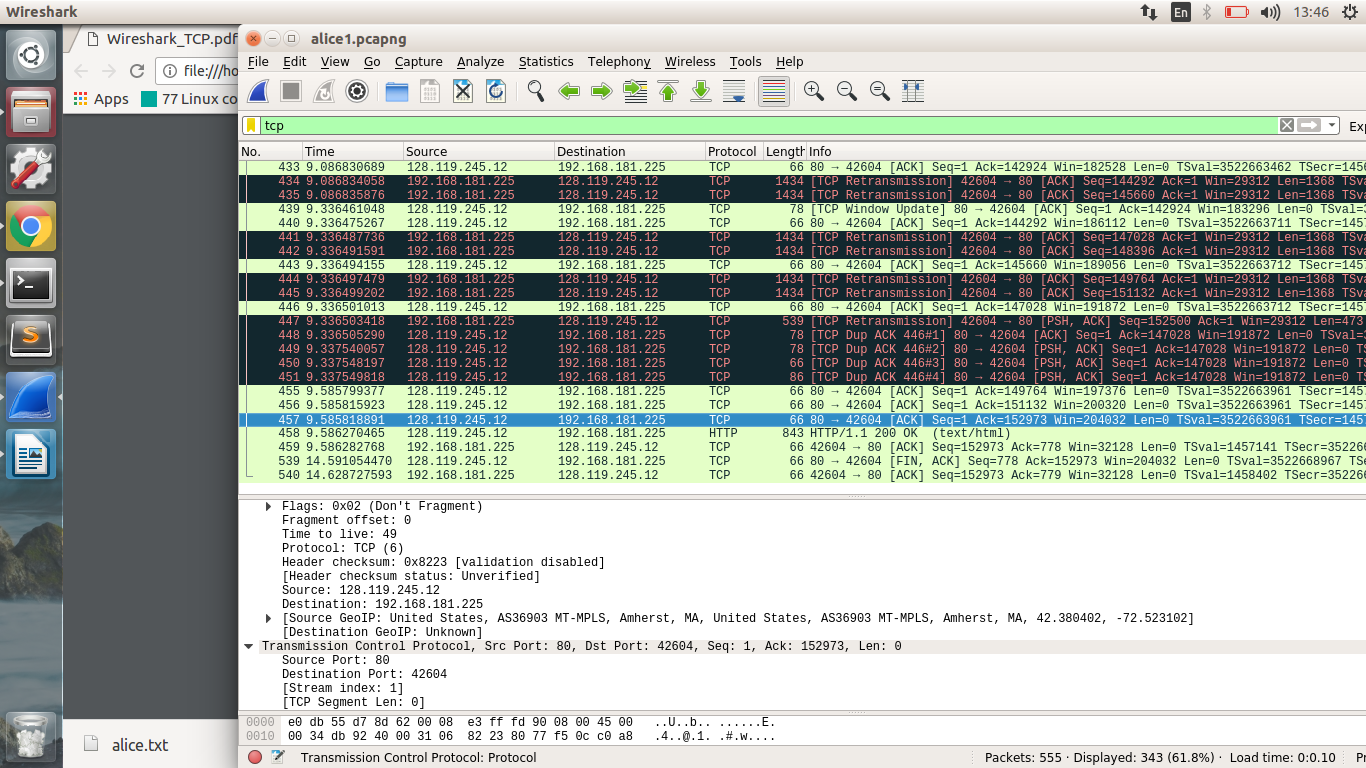 Wireshark En 13:46
Wireshark_TCP.pdf
file:///ho
Apps 77 Linux co
alice1.pcapng
File Edit View Go Capture Analyze Statistics Telephony Wireless Tools Help
tcp Exp
No. Time Source Destination Protocol Length Info
433 9.086830689 128.119.245.12 192.168.181.225 TCP 66 80 → 42604 [ACK] Seq=1 Ack=142924 Win=182528 Len=0 TSval=3522663462 TSecr=1456
434 9.086834058 192.168.181.225 128.119.245.12 TCP 1434 [TCP Retransmission] 42604 → 80 [ACK] Seq=144292 Ack=1 Win=29312 Len=1368 TSva
435 9.086835876 192.168.181.225 128.119.245.12 TCP 1434 [TCP Retransmission] 42604 → 80 [ACK] Seq=145660 Ack=1 Win=29312 Len=1368 TSva
439 9.336461048 128.119.245.12 192.168.181.225 TCP 78 [TCP Window Update] 80 → 42604 [ACK] Seq=1 Ack=142924 Win=183296 Len=0 TSval=3
440 9.336475267 128.119.245.12 192.168.181.225 TCP 66 80 → 42604 [ACK] Seq=1 Ack=144292 Win=186112 Len=0 TSval=3522663711 TSecr=1457
441 9.336487736 192.168.181.225 128.119.245.12 TCP 1434 [TCP Retransmission] 42604 → 80 [ACK] Seq=147028 Ack=1 Win=29312 Len=1368 TSva
442 9.336491591 192.168.181.225 128.119.245.12 TCP 1434 [TCP Retransmission] 42604 → 80 [ACK] Seq=148396 Ack=1 Win=29312 Len=1368 TSva
443 9.336494155 128.119.245.12 192.168.181.225 TCP 66 80 → 42604 [ACK] Seq=1 Ack=145660 Win=189056 Len=0 TSval=3522663712 TSecr=1457
444 9.336497479 192.168.181.225 128.119.245.12 TCP 1434 [TCP Retransmission] 42604 → 80 [ACK] Seq=149764 Ack=1 Win=29312 Len=1368 TSva
445 9.336499202 192.168.181.225 128.119.245.12 TCP 1434 [TCP Retransmission] 42604 → 80 [ACK] Seq=151132 Ack=1 Win=29312 Len=1368 TSva
446 9.336501013 128.119.245.12 192.168.181.225 TCP 66 80 → 42604 [ACK] Seq=1 Ack=147028 Win=191872 Len=0 TSval=3522663712 TSecr=1457
447 9.336503418 192.168.181.225 128.119.245.12 TCP 539 [TCP Retransmission] 42604 → 80 [PSH, ACK] Seq=152500 Ack=1 Win=29312 Len=473
448 9.336505290 128.119.245.12 192.168.181.225 TCP 78 [TCP Dup ACK 446#1] 80 → 42604 [ACK] Seq=1 Ack=147028 Win=191872 Len=0 TSval=3
449 9.337540057 128.119.245.12 192.168.181.225 TCP 78 [TCP Dup ACK 446#2] 80 → 42604 [PSH, ACK] Seq=1 Ack=147028 Win=191872 Len=0 T
450 9.337548197 128.119.245.12 192.168.181.225 TCP 66 [TCP Dup ACK 446#3] 80 → 42604 [PSH, ACK] Seq=1 Ack=147028 Win=191872 Len=0 T
451 9.337549818 128.119.245.12 192.168.181.225 TCP 86 [TCP Dup ACK 446#4] 80 → 42604 [PSH, ACK] Seq=1 Ack=147028 Win=191872 Len=0 T
455 9.585799377 128.119.245.12 192.168.181.225 TCP 66 80 → 42604 [ACK] Seq=1 Ack=149764 Win=197376 Len=0 TSval=3522663961 TSecr=1457
456 9.585815923 128.119.245.12 192.168.181.225 TCP 66 80 → 42604 [ACK] Seq=1 Ack=151132 Win=200320 Len=0 TSval=3522663961 TSecr=1457
457 9.585818891 128.119.245.12 192.168.181.225 TCP 66 80 → 42604 [ACK] Seq=1 Ack=152973 Win=204032 Len=0 TSval=3522663961 TSecr=1457
458 9.586270465 128.119.245.12 192.168.181.225 HTTP 843 HTTP/1.1 200 OK (text/html)
459 9.586282768 192.168.181.225 128.119.245.12 TCP 66 42604 → 80 [ACK] Seq=152973 Ack=778 Win=32128 Len=0 TSval=1457141 TSecr=352266
539 14.591054470 128.119.245.12 192.168.181.225 TCP 66 80 → 42604 [FIN, ACK] Seq=778 Ack=152973 Win=204032 Len=0 TSval=3522668967 TSe
540 14.628727593 192.168.181.225 128.119.245.12 TCP 66 42604 → 80 [ACK] Seq=152973 Ack=779 Win=32128 Len=0 TSval=1458402 TSecr=352266
Flags: 0x02 (Don't Fragment)
Fragment offset: 0
Time to live: 49
Protocol: TCP (6)
Header checksum: 0x8223 [validation disabled]
[Header checksum status: Unverified]
Source: 128.119.245.12
Destination: 192.168.181.225
[Source GeoIP: United States, AS36903 MT-MPLS, Amherst, MA, United States, AS36903 MT-MPLS, Amherst, MA, 42.380402, -72.523102]
[Destination GeoIP: Unknown]
Transmission Control Protocol, Src Port: 80, Dst Port: 42604, Seq: 1, Ack: 152973, Len: 0
Source Port: 80
Destination Port: 42604
[Stream index: 1]
[TCP Segment Len: 0]
0000 e0 db 55 d7 8d 62 00 08 e3 ff fd 90 08 00 45 00 ..U..b.. ......E.
0010 00 34 db 92 40 00 31 06 82 23 80 77 f5 0c c0 a8 .4..@.1. .#.w....
alice.txt
Transmission Control Protocol: Protocol Packets: 555 · Displayed: 343 (61.8%) · Load time: 0:0.10 Pr